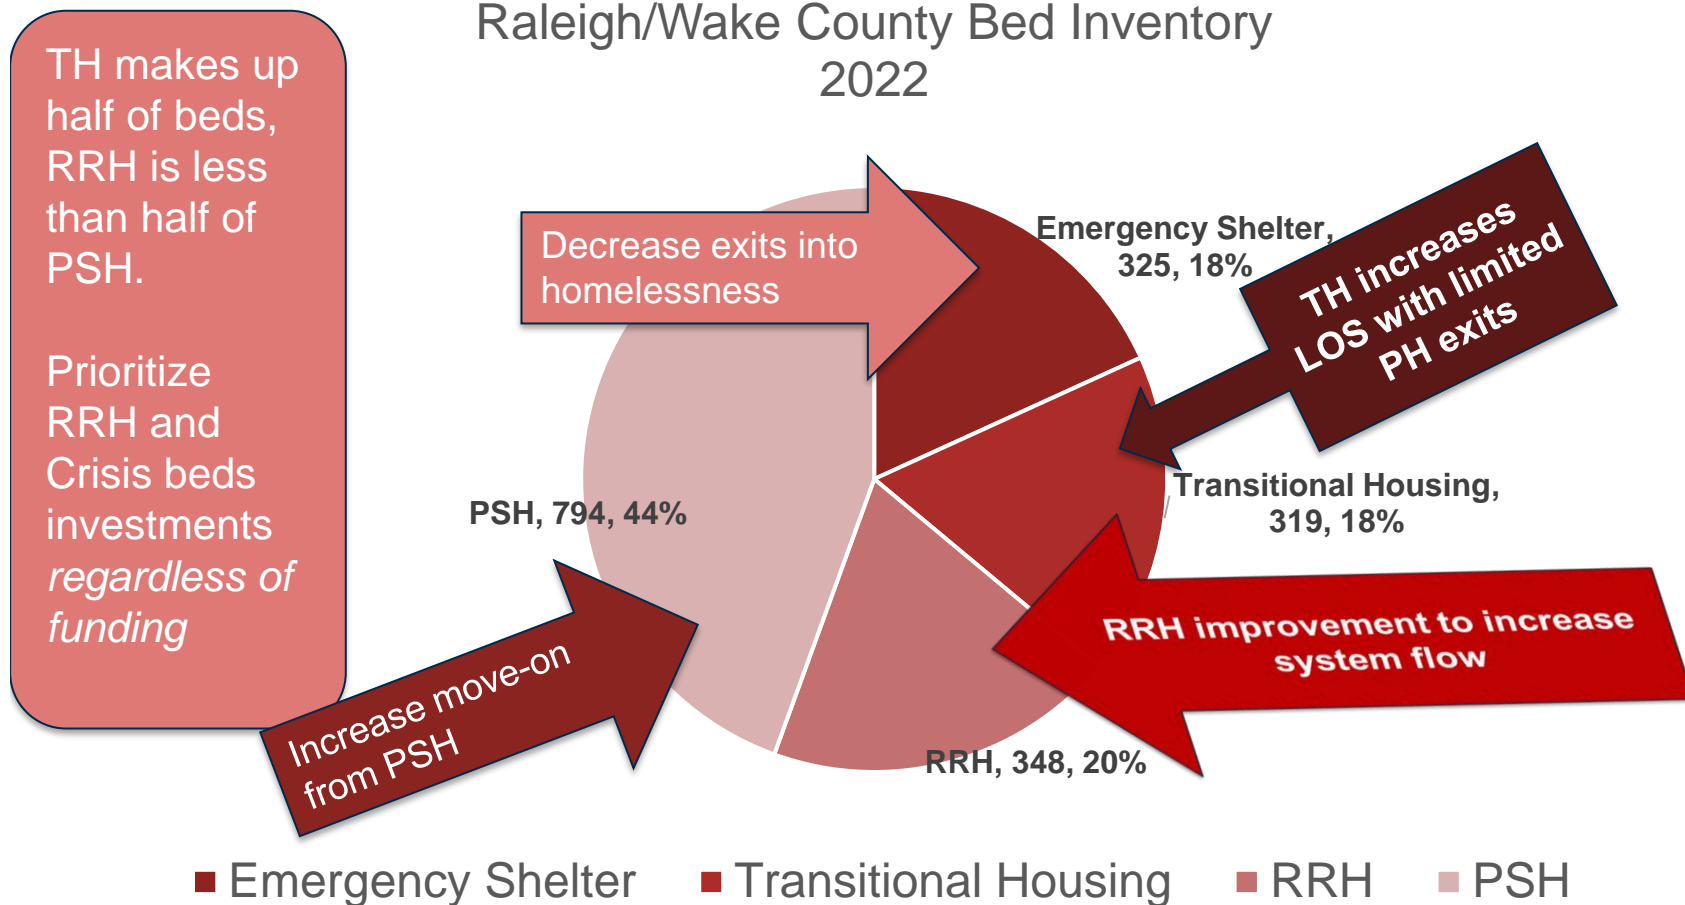 Raleigh/Wake County Bed Inventory
2022
TH makes up
half of beds,
RRH is less
than half of
PSH.
Prioritize
RRH and
Crisis beds
investments
regardless of
funding
Decrease exits into
homelessness
Emergency Shelter,
325, 18%
TH increases
LOS with limited
PH exits
PSH, 794, 44%
Transitional Housing,
319, 18%
RRH improvement to increase
system flow
Increase move-on
from PSH
RRH, 348, 20%
Emergency Shelter
Transitional Housing
RRH
PSH